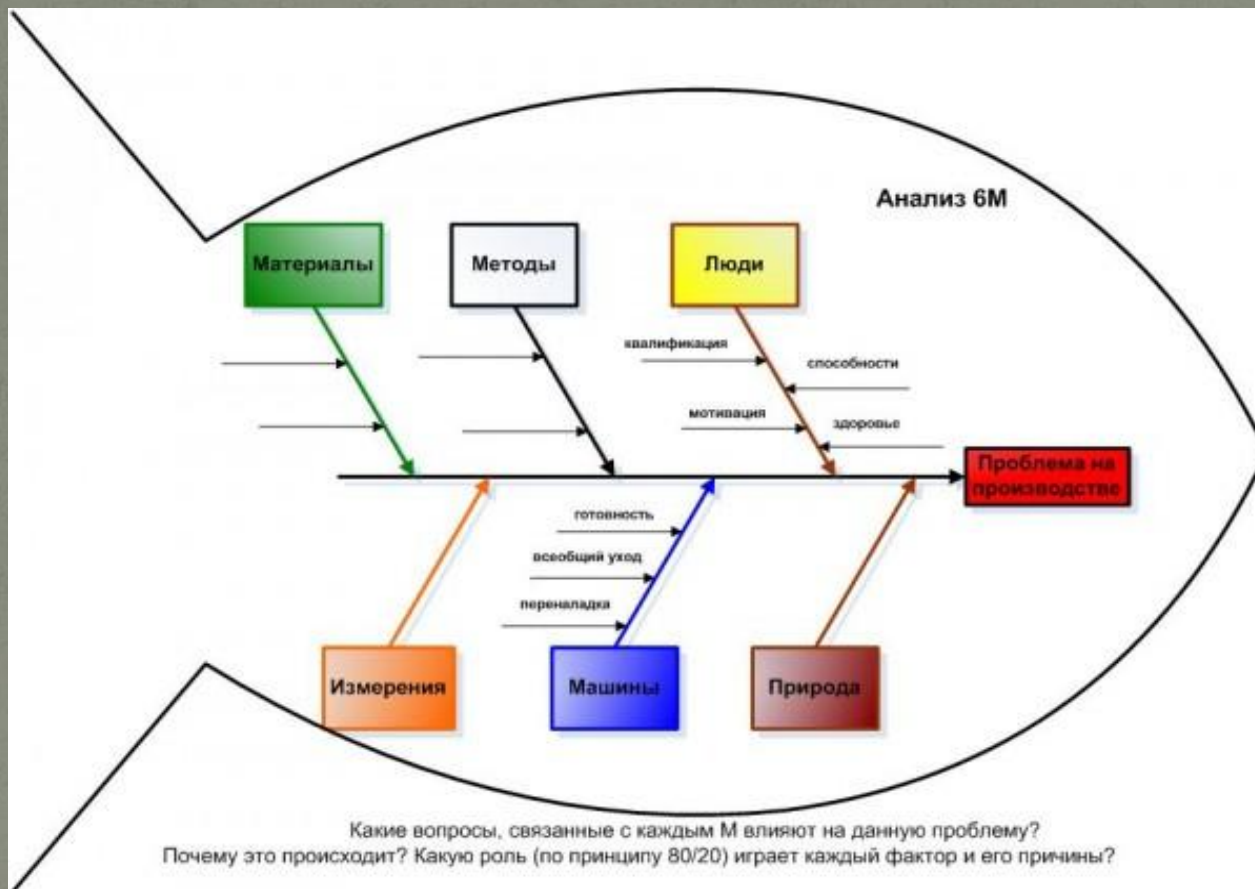 Анализ 6М
Материалы
Методы
Люди
квалификация
способности
мотивация
здоровье
Проблема на
производстве
готовность
всеобщий уход
переналадка
Измерения
Машины
Природа
Какие вопросы, связанные с каждым М влияют на данную проблему?
Почему это происходит? Какую роль (по принципу 80/20) играет каждый фактор и его причины?